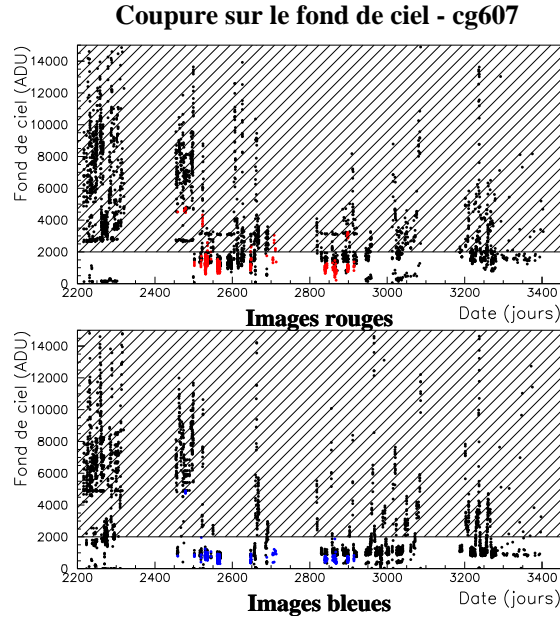 Coupure sur le fond de ciel - cg607
Fond de ciel (ADU)
14000
12000
10000
8000
6000
4000
2000
0
2200 2400 2600 2800 3000 3200 3400
Date (jours)
Images rouges
Fond de ciel (ADU)
14000
12000
10000
8000
6000
4000
2000
0
2200 2400 2600 2800 3000 3200 3400
Date (jours)
Images bleues